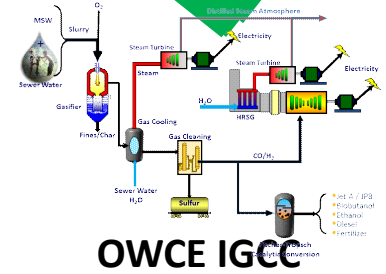 O₂
Distilled Steam Atmosphere
MSW
Slurry
Electricity
Steam Turbine
Steam
Sewer Water
Steam Turbine
Electricity
Gasifier
H₂O
HRSG
Gas Cooling
Fines/Char
Gas Cleaning
CO/H₂
Sewer Water
H₂O
Sulfur
Jet A / JP8
Biobutanol
Ethanol
Diesel
Fertilizer
OWCE IGCC